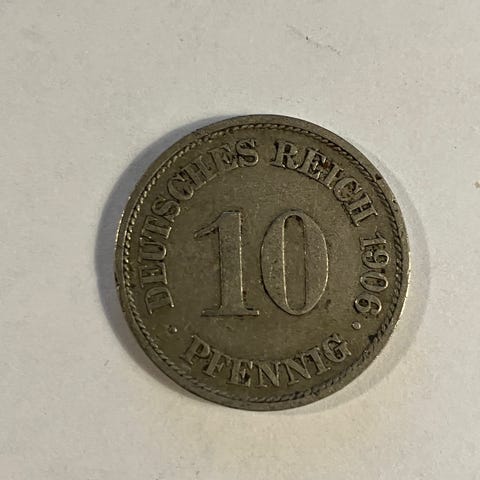 DEUTSCHES REICH 1906
10
• PFENNIG •